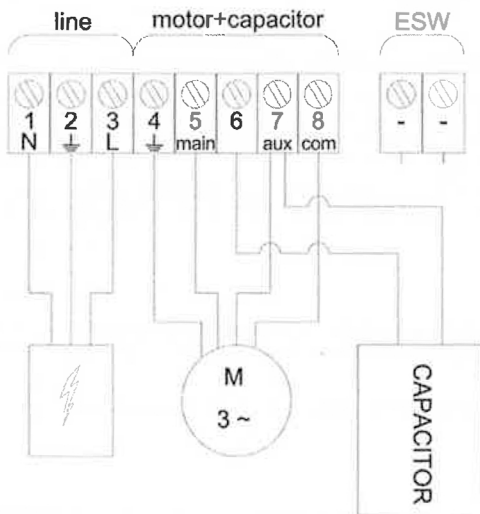 line motor+capacitor ESW
1 2 3 4 5 6 7 8 - -
N L main aux com
M
3 ~
CAPACITOR